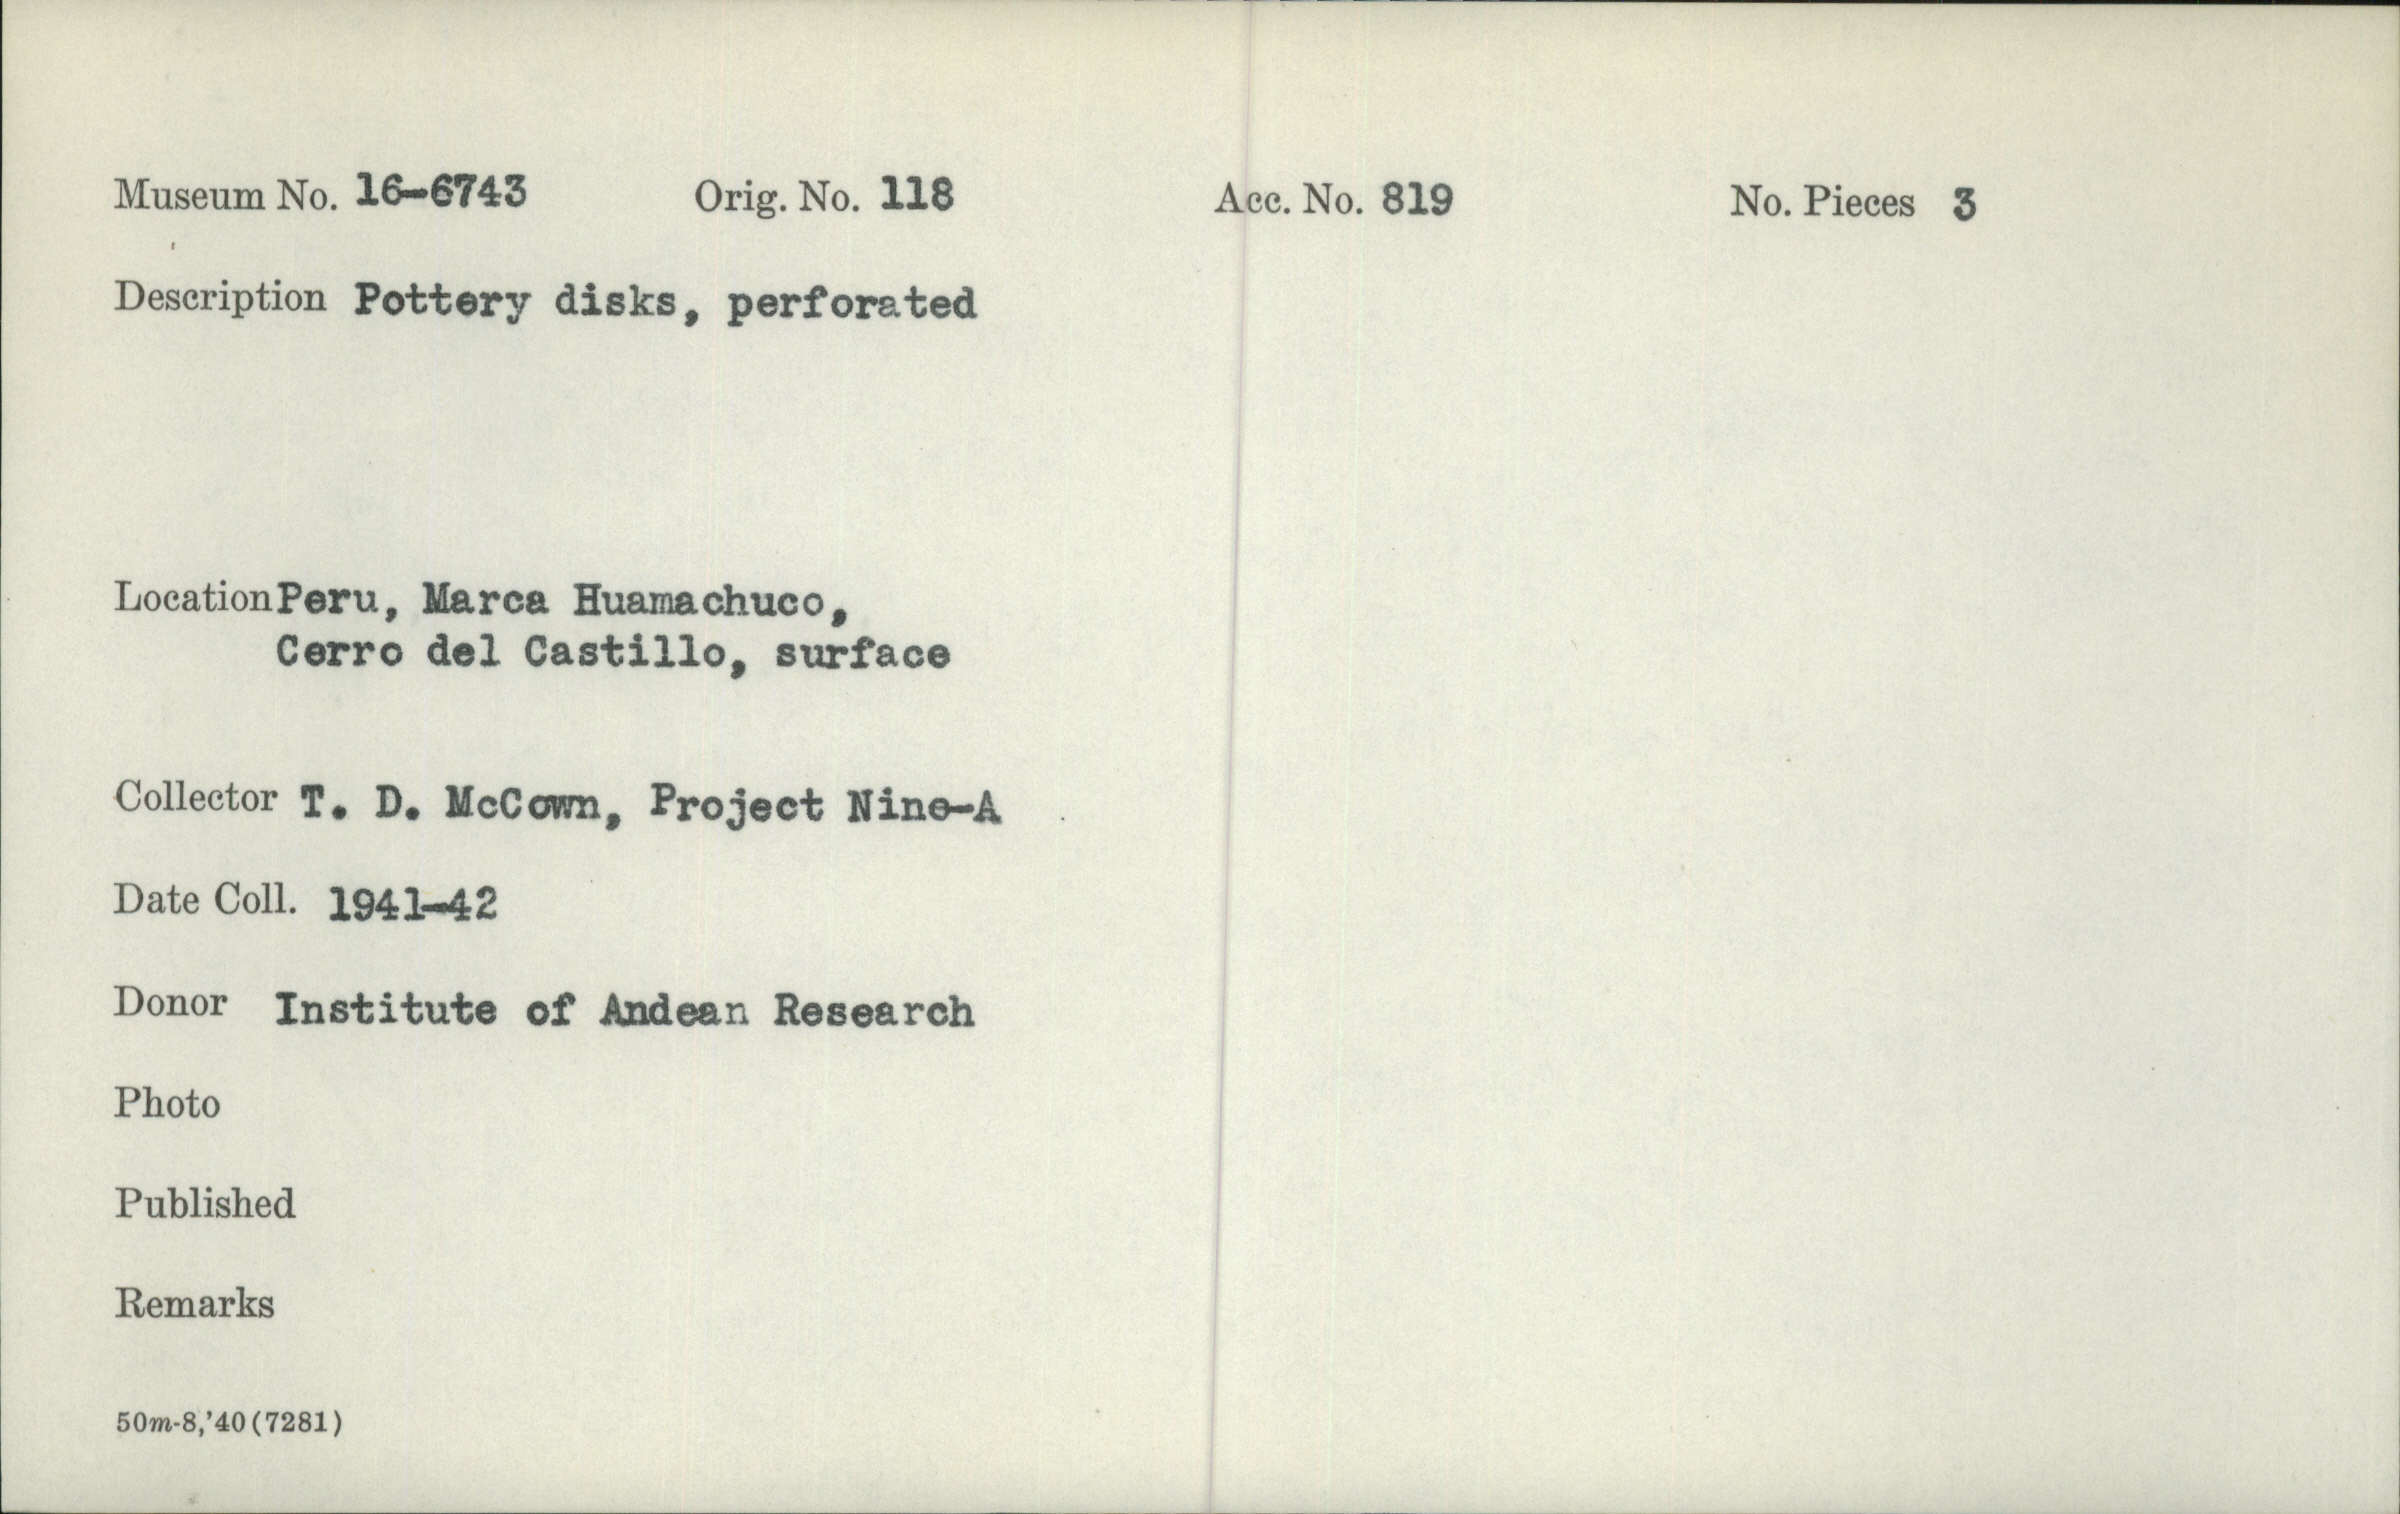 Museum No. 16-6743 Orig. No. 118 Acc. No. 819 No. Pieces 3
Description Pottery disks, perforated
Location Peru, Marca Huamachuco,
Cerro del Castillo, surface
Collector T. D. McCown, Project Nine-A
Date Coll. 1941-42
Donor Institute of Andean Research
Photo
Published
Remarks
50m-8,'40(7281)